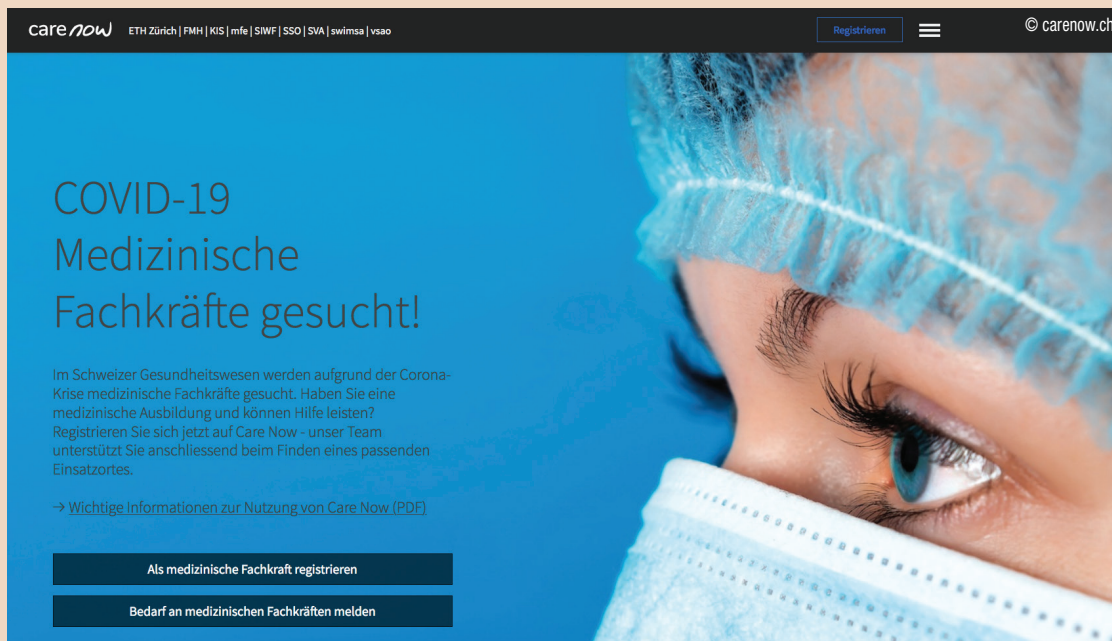 care now ETH Zürich | FMH | KIS | mfe | SIWF | SSO | SVA | swimsa | vsao Registrieren © carenow.ch
COVID-19
Medizinische
Fachkräfte gesucht!
Im Schweizer Gesundheitswesen werden aufgrund der Corona-
Krise medizinische Fachkräfte gesucht. Haben Sie eine
medizinische Ausbildung und können Hilfe leisten?
Registrieren Sie sich jetzt auf Care Now - unser Team
unterstützt Sie anschliessend beim Finden eines passenden
Einsatzortes.
→ Wichtige Informationen zur Nutzung von Care Now (PDF)
Als medizinische Fachkraft registrieren
Bedarf an medizinischen Fachkräften melden